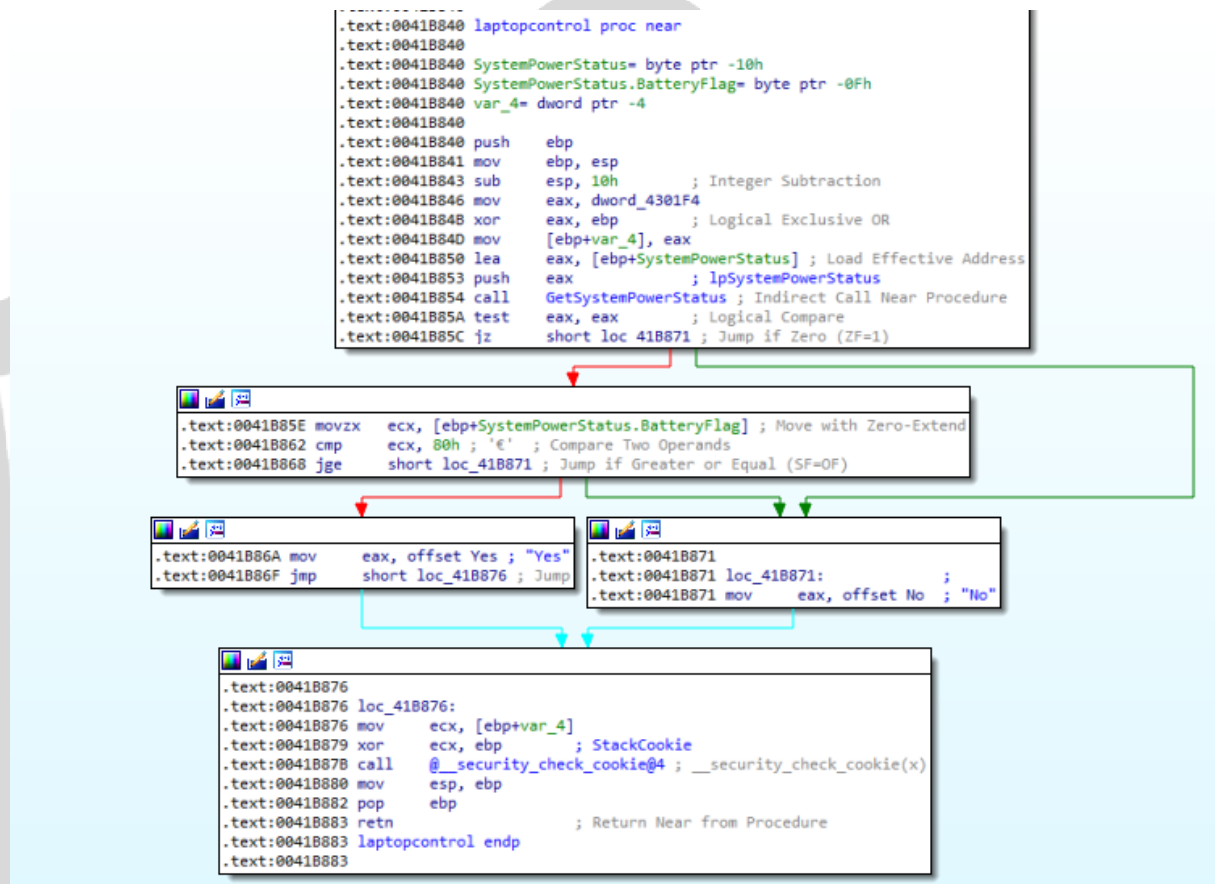 .text:0041B840 laptopcontrol proc near
.text:0041B840
.text:0041B840 SystemPowerStatus= byte ptr -10h
.text:0041B840 SystemPowerStatus.BatteryFlag= byte ptr -0Fh
.text:0041B840 var_4= dword ptr -4
.text:0041B840
.text:0041B840 push ebp
.text:0041B841 mov ebp, esp
.text:0041B843 sub esp, 10h ; Integer Subtraction
.text:0041B846 mov eax, dword_4301F4
.text:0041B84B xor eax, ebp ; Logical Exclusive OR
.text:0041B84D mov [ebp+var_4], eax
.text:0041B850 lea eax, [ebp+SystemPowerStatus] ; Load Effective Address
.text:0041B853 push eax ; lpSystemPowerStatus
.text:0041B854 call GetSystemPowerStatus ; Indirect Call Near Procedure
.text:0041B85A test eax, eax ; Logical Compare
.text:0041B85C jz short loc_41B871 ; Jump if Zero (ZF=1)
.text:0041B85E movzx ecx, [ebp+SystemPowerStatus.BatteryFlag] ; Move with Zero-Extend
.text:0041B862 cmp ecx, 80h ; '€' ; Compare Two Operands
.text:0041B868 jge short loc_41B871 ; Jump if Greater or Equal (SF=OF)
.text:0041B86A mov eax, offset Yes ; "Yes"
.text:0041B86F jmp short loc_41B876 ; Jump
.text:0041B871
.text:0041B871 loc_41B871: ;
.text:0041B871 mov eax, offset No ; "No"
.text:0041B876
.text:0041B876 loc_41B876:
.text:0041B876 mov ecx, [ebp+var_4]
.text:0041B879 xor ecx, ebp ; StackCookie
.text:0041B87B call @__security_check_cookie@4 ; __security_check_cookie(x)
.text:0041B880 mov esp, ebp
.text:0041B882 pop ebp
.text:0041B883 retn ; Return Near from Procedure
.text:0041B883 laptopcontrol endp
.text:0041B883